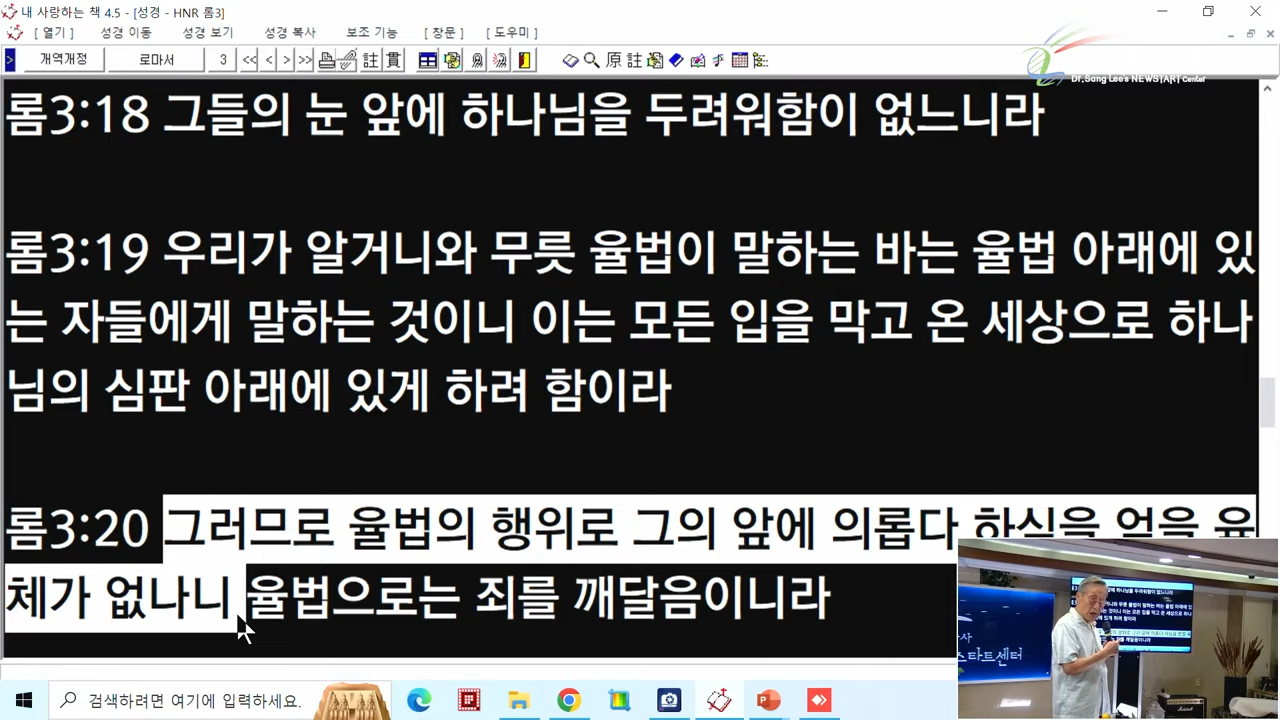 내 사랑하는 책 4.5 - [성경 - HNR 롬3]
[ 열기 ] 성경 이동 성경 보기 성경 복사 보조 기능 [ 창문 ] [ 도우미 ]
개역개정 로마서 3 << < > >> 註 貫 原 註
Dr.Sang Lee's NEWSTART Center
롬3:18 그들의 눈 앞에 하나님을 두려워함이 없느니라
롬3:19 우리가 알거니와 무릇 율법이 말하는 바는 율법 아래에 있
는 자들에게 말하는 것이니 이는 모든 입을 막고 온 세상으로 하나
님의 심판 아래에 있게 하려 함이라
롬3:20 그러므로 율법의 행위로 그의 앞에 의롭다 하심을 얻을 육
체가 없나니 율법으로는 죄를 깨달음이니라
스타트센터
검색하려면 여기에 입력하세요.